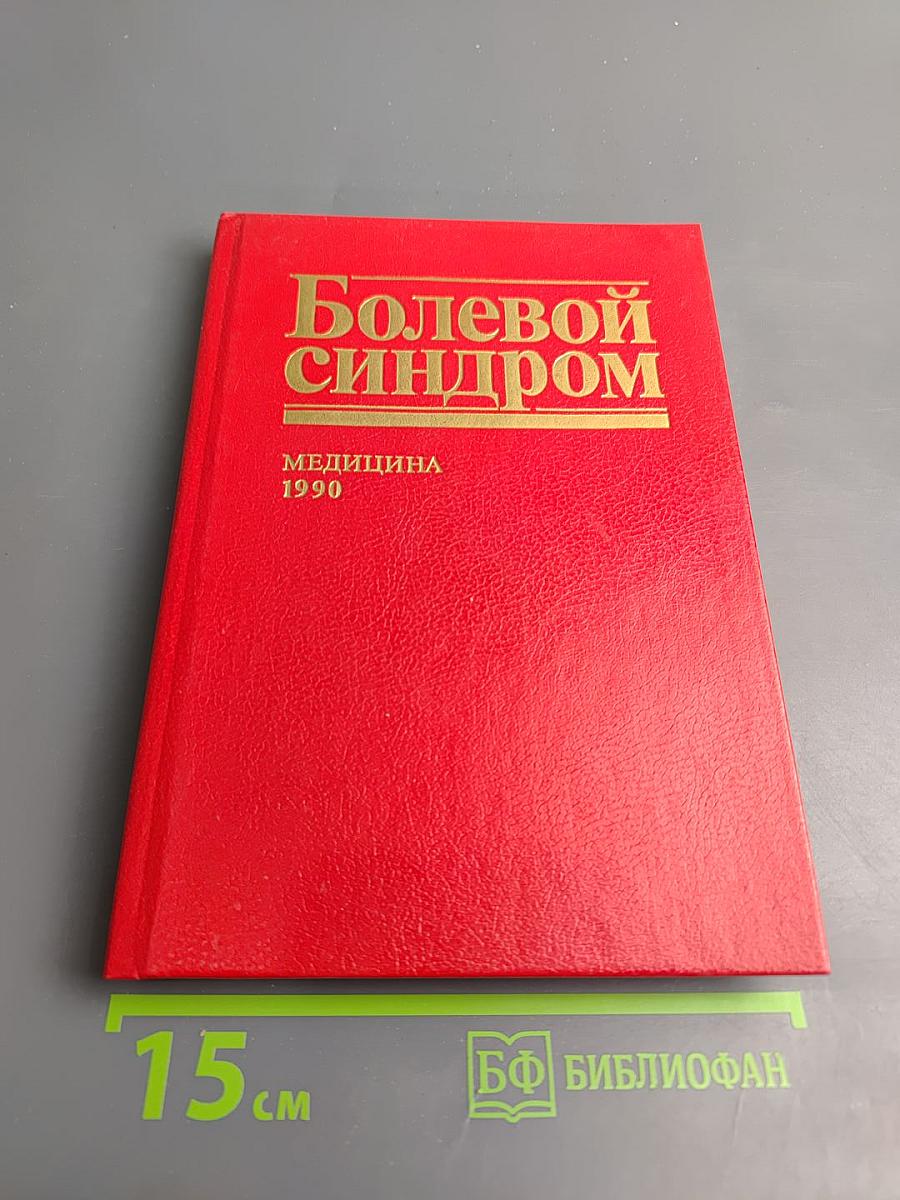 Болевой
синдром
МЕДИЦИНА
1990
15 см
БФ БИБЛИОФАН